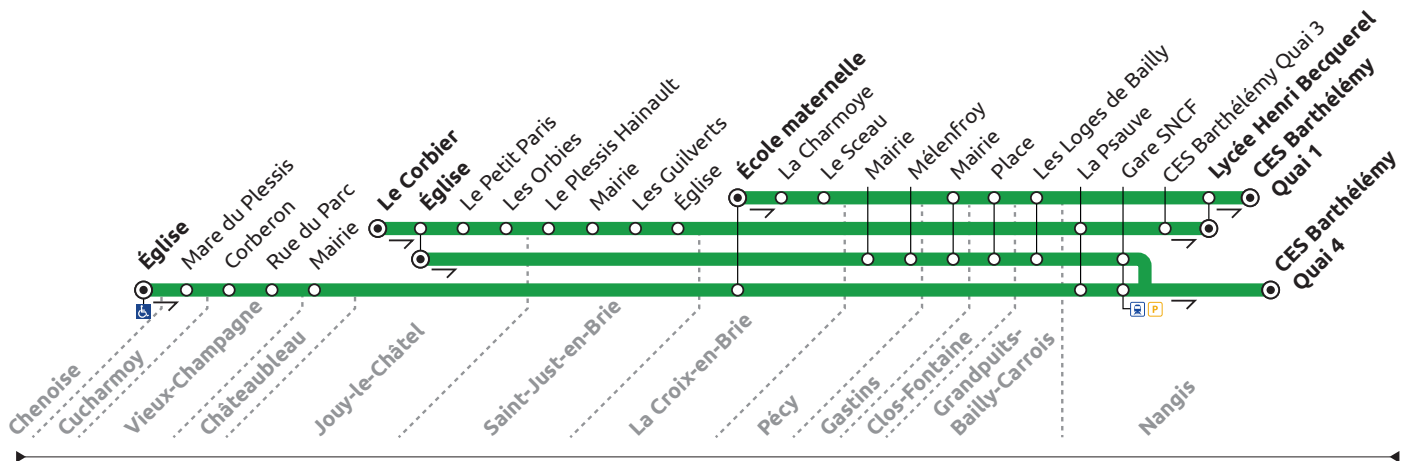 Église
Mare du Plessis
Corberon
Rue du Parc
Mairie
Le Corbier
Église
Le Petit Paris
Les Orbies
Le Plessis Hainault
Mairie
Les Guilverts
Église
École maternelle
La Charmoye
Le Sceau
Mairie
Mélenfroy
Mairie
Place
Les Loges de Bailly
La Psauve
Gare SNCF
CES Barthélémy Quai 3
Lycée Henri Becquerel
CES Barthélémy
Quai 1
CES Barthélémy
Quai 4
P
Chenoise
Cucharmoy
Vieux-Champagne
Châteaubleau
Jouy-le-Châtel
Saint-Just-en-Brie
La Croix-en-Brie
Pécy
Gastins
Clos-Fontaine
Grandpuits-
Bailly-Carrois
Nangis